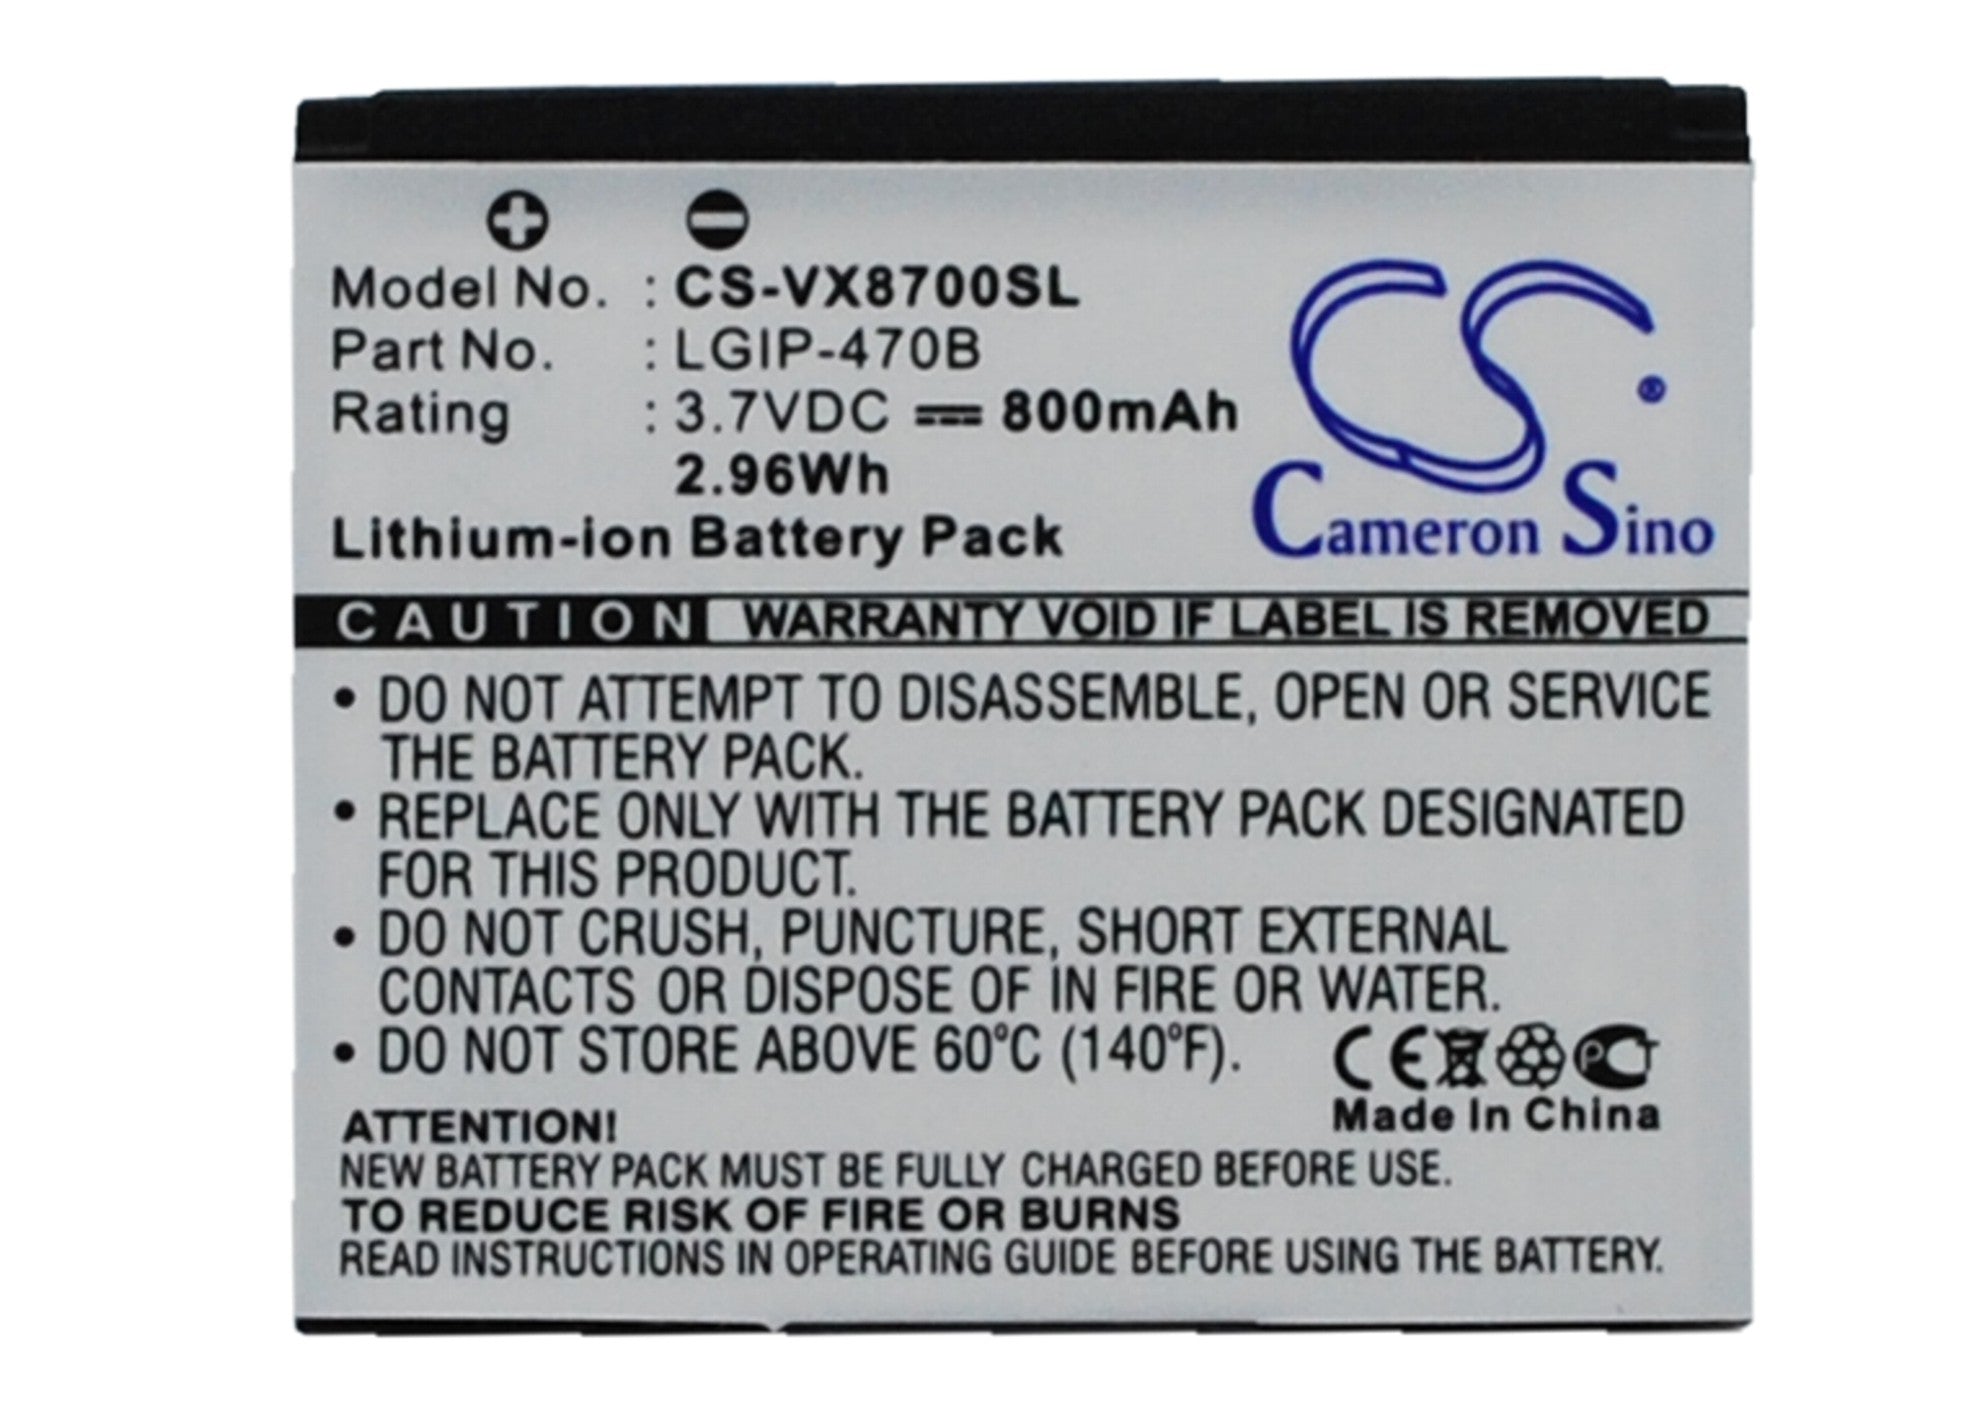 Model No. : CS-VX8700SL
Part No. : LGIP-470B
Rating : 3.7VDC 800mAh
2.96Wh
Lithium-ion Battery Pack
CS ®
Cameron Sino
CAUTION WARRANTY VOID IF LABEL IS REMOVED
• DO NOT ATTEMPT TO DISASSEMBLE, OPEN OR SERVICE
THE BATTERY PACK.
• REPLACE ONLY WITH THE BATTERY PACK DESIGNATED
FOR THIS PRODUCT.
• DO NOT CRUSH, PUNCTURE, SHORT EXTERNAL
CONTACTS OR DISPOSE OF IN FIRE OR WATER.
• DO NOT STORE ABOVE 60°C (140°F).
CE PC
Made In China
ATTENTION!
NEW BATTERY PACK MUST BE FULLY CHARGED BEFORE USE.
TO REDUCE RISK OF FIRE OR BURNS
READ INSTRUCTIONS IN OPERATING GUIDE BEFORE USING THE BATTERY.